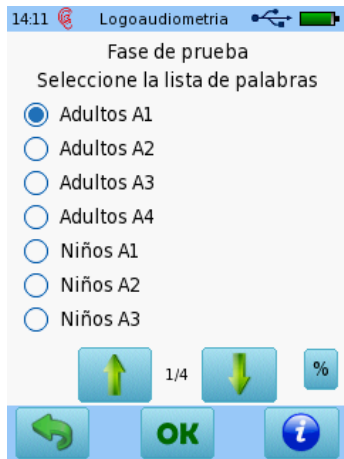 14:11 Logoaudiometria
Fase de prueba
Seleccione la lista de palabras
Adultos A1
Adultos A2
Adultos A3
Adultos A4
Niños A1
Niños A2
Niños A3
1/4 %
OK i